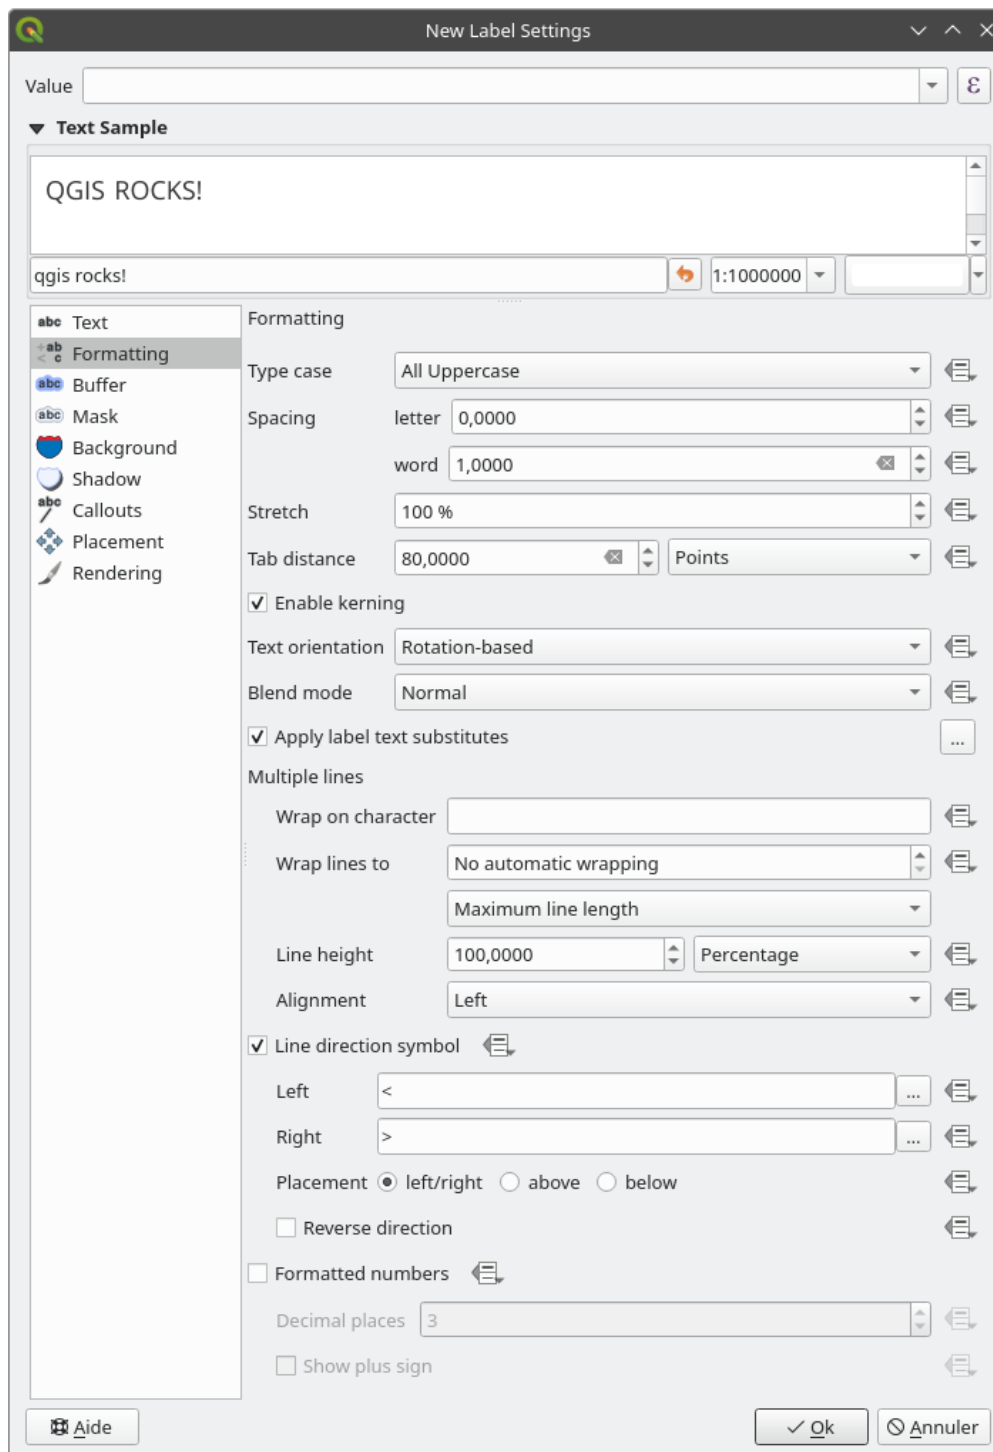 New Label Settings
Value
ε
Text Sample
QGIS ROCKS!
qgis rocks! 1:1000000
abc Text
+ab < c Formatting
abc Buffer
abc Mask
Background
Shadow
abc Callouts
Placement
Rendering
Formatting
Type case All Uppercase
Spacing letter 0,0000
word 1,0000
Stretch 100 %
Tab distance 80,0000 Points
Enable kerning
Text orientation Rotation-based
Blend mode Normal
Apply label text substitutes ...
Multiple lines
Wrap on character
Wrap lines to No automatic wrapping
Maximum line length
Line height 100,0000 Percentage
Alignment Left
Line direction symbol
Left < ...
Right > ...
Placement left/right above below
Reverse direction
Formatted numbers
Decimal places 3
Show plus sign
Aide Ok Annuler